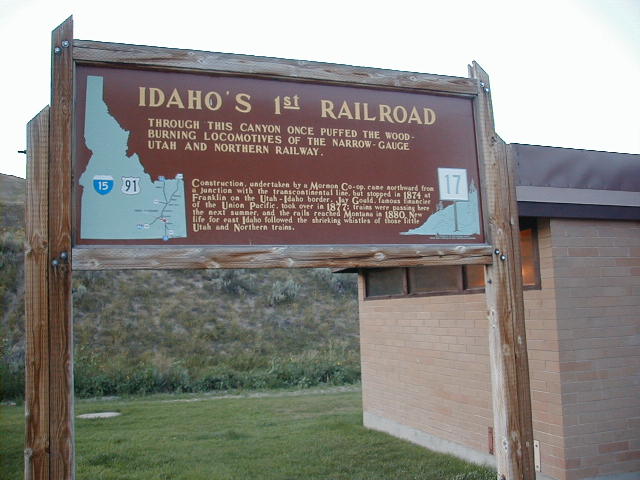 IDAHO'S 1st RAILROAD
THROUGH THIS CANYON ONCE PUFFED THE WOOD-
BURNING LOCOMOTIVES OF THE NARROW-GAUGE
UTAH AND NORTHERN RAILWAY.
Construction, undertaken by a Mormon Co-op, came northward from
a junction with the transcontinental line, but stopped in 1874 at
Franklin on the Utah-Idaho border. Jay Gould, famous financier
of the Union Pacific, took over in 1877; trains were passing here
the next summer, and the rails reached Montana in 1880. New
life for east Idaho followed the shrieking whistles of those little
Utah and Northern trains.
15
91
17